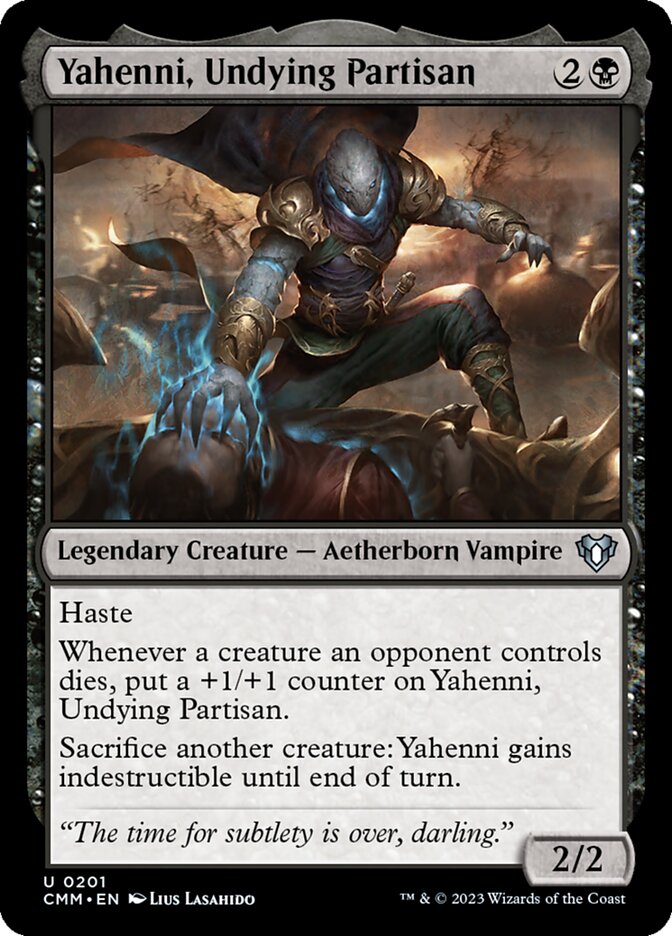 Yahenni, Undying Partisan 2
Legendary Creature — Aetherborn Vampire
Haste
Whenever a creature an opponent controls
dies, put a +1/+1 counter on Yahenni,
Undying Partisan.
Sacrifice another creature: Yahenni gains
indestructible until end of turn.
“The time for subtlety is over, darling.”
2/2
U 0201
CMM • EN Lius Lasahido
™ & © 2023 Wizards of the Coast